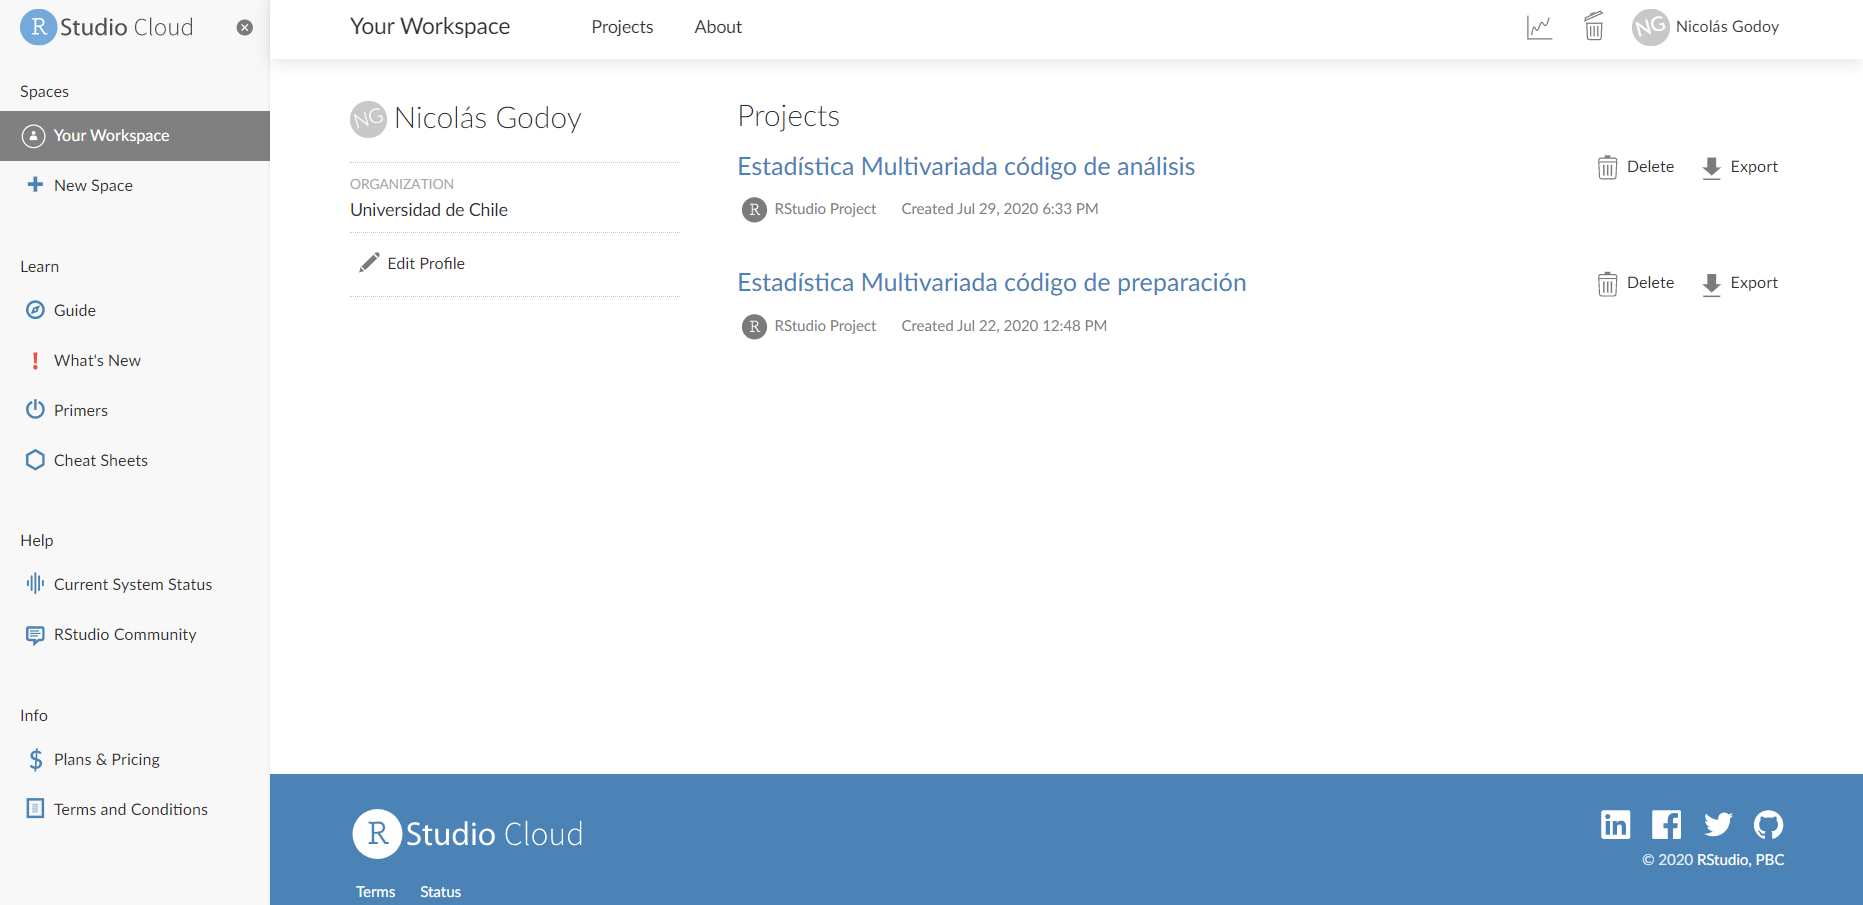 R Studio Cloud
Spaces
Your Workspace
New Space
Learn
Guide
What's New
Primers
Cheat Sheets
Help
Current System Status
RStudio Community
Info
Plans & Pricing
Terms and Conditions
Your Workspace Projects About NG Nicolás Godoy
NG Nicolás Godoy
ORGANIZATION
Universidad de Chile
Edit Profile
Projects
Estadística Multivariada código de análisis Delete Export
R RStudio Project Created Jul 29, 2020 6:33 PM
Estadística Multivariada código de preparación Delete Export
R RStudio Project Created Jul 22, 2020 12:48 PM
R Studio Cloud
Terms Status
in
© 2020 RStudio, PBC